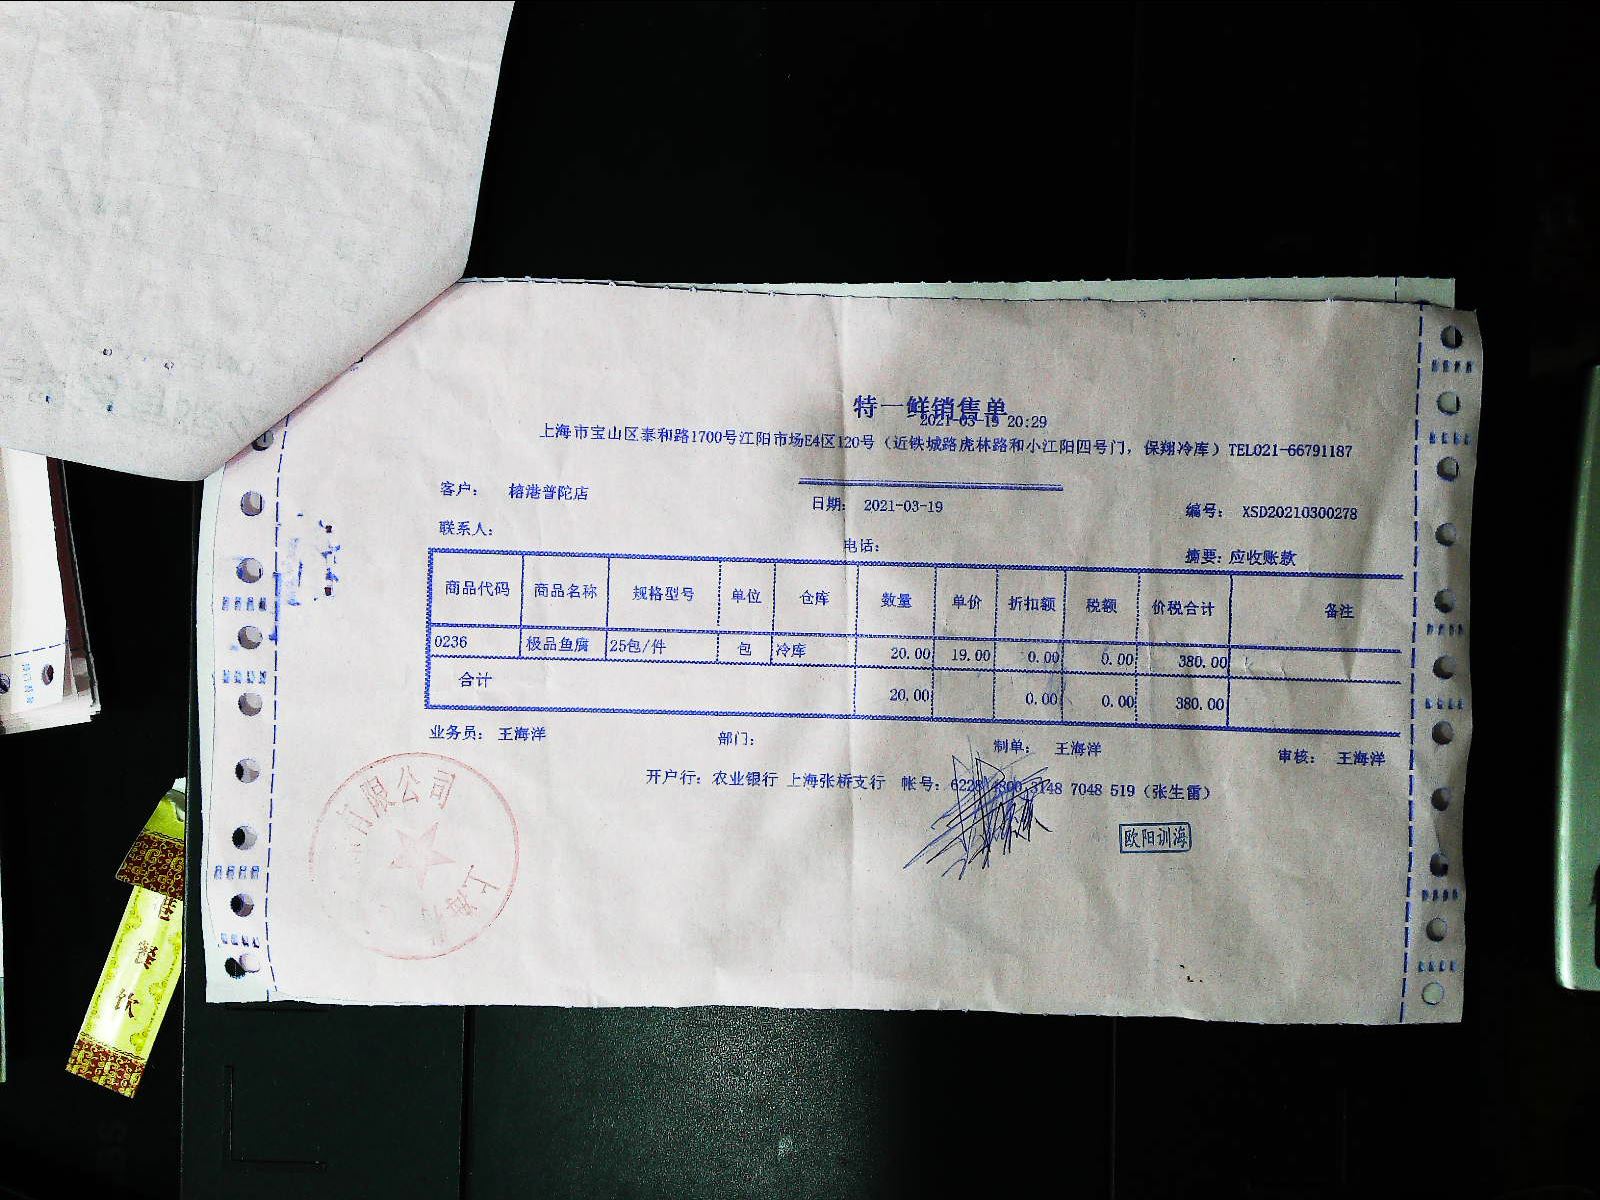 特一鲜销售单
2021-03-19 20:29
上海市宝山区泰和路1700号江阳市场E4区120号（近铁城路虎林路和小江阳四号门，保翔冷库）TEL021-66791187
客户： 榕港普陀店 日期： 2021-03-19 编号： XSD20210300278
联系人： 电话： 摘要：应收账款
商品代码 商品名称 规格型号 单位 仓库 数量 单价 折扣额 税额 价税合计 备注
0236 极品鱼腐 25包/件 包 冷库 20.00 19.00 0.00 0.00 380.00
合计 20.00 0.00 0.00 380.00
业务员： 王海洋 部门： 制单： 王海洋 审核： 王海洋
开户行：农业银行 上海张桥支行 帐号：6228 4800 3148 7048 519（张生雷）
欧阳训海
有限公司
上海